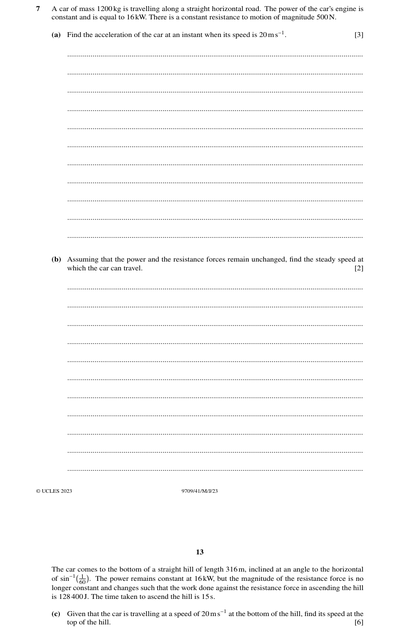 7 A car of mass 1200 kg is travelling along a straight horizontal road. The power of the car's engine is
constant and is equal to 16 kW. There is a constant resistance to motion of magnitude 500 N.
(a) Find the acceleration of the car at an instant when its speed is 20 m s⁻¹. [3]
(b) Assuming that the power and the resistance forces remain unchanged, find the steady speed at
which the car can travel. [2]
© UCLES 2023 9709/41/M/J/23
13
The car comes to the bottom of a straight hill of length 316 m, inclined at an angle to the horizontal
of sin⁻¹(1/60). The power remains constant at 16 kW, but the magnitude of the resistance force is no
longer constant and changes such that the work done against the resistance force in ascending the hill
is 128 400 J. The time taken to ascend the hill is 15 s.
(c) Given that the car is travelling at a speed of 20 m s⁻¹ at the bottom of the hill, find its speed at the
top of the hill. [6]